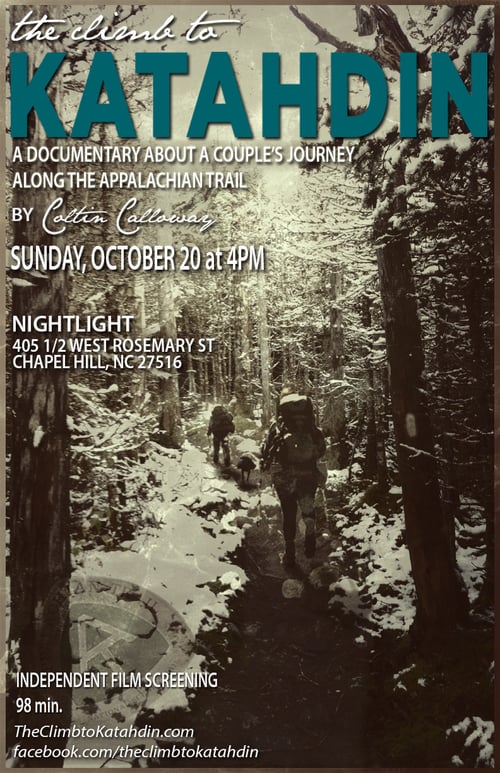 the climb to
KATAHDIN
A DOCUMENTARY ABOUT A COUPLE'S JOURNEY
ALONG THE APPALACHIAN TRAIL
BY Coltin Calloway
SUNDAY, OCTOBER 20 at 4PM
NIGHTLIGHT
405 1/2 WEST ROSEMARY ST
CHAPEL HILL, NC 27516
INDEPENDENT FILM SCREENING
98 min.
TheClimbtoKatahdin.com
facebook.com/theclimbtokatahdin